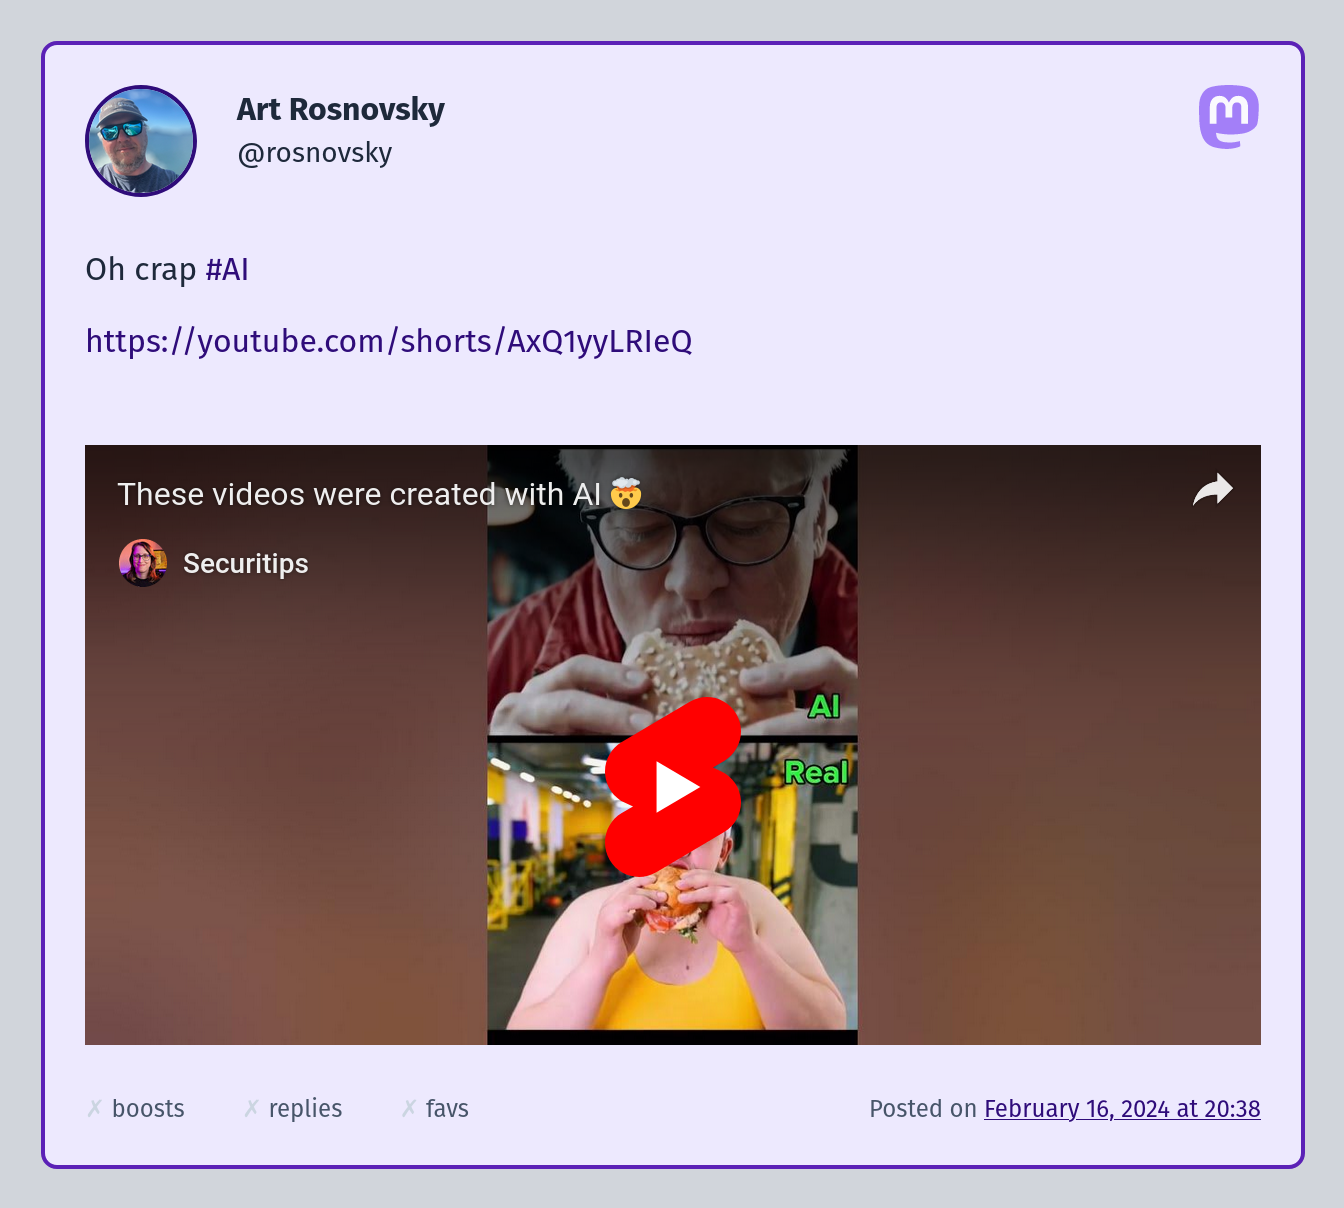 Art Rosnovsky
@rosnovsky
Oh crap #AI
https://youtube.com/shorts/AxQ1yyLRIeQ
These videos were created with AI 🤯
Securitips
AI
Real
✗ boosts ✗ replies ✗ favs
Posted on February 16, 2024 at 20:38